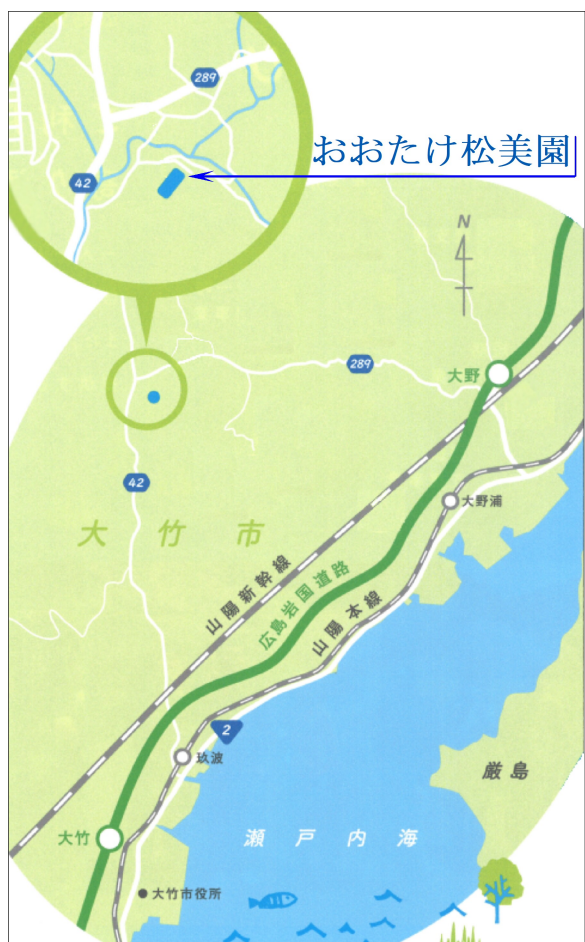 289
おおたけ松美園
42
N
289
大野
42
大野浦
大竹市
山陽新幹線
広島岩国道路
山陽本線
2
玖波
厳島
大竹
瀬戸内海
大竹市役所